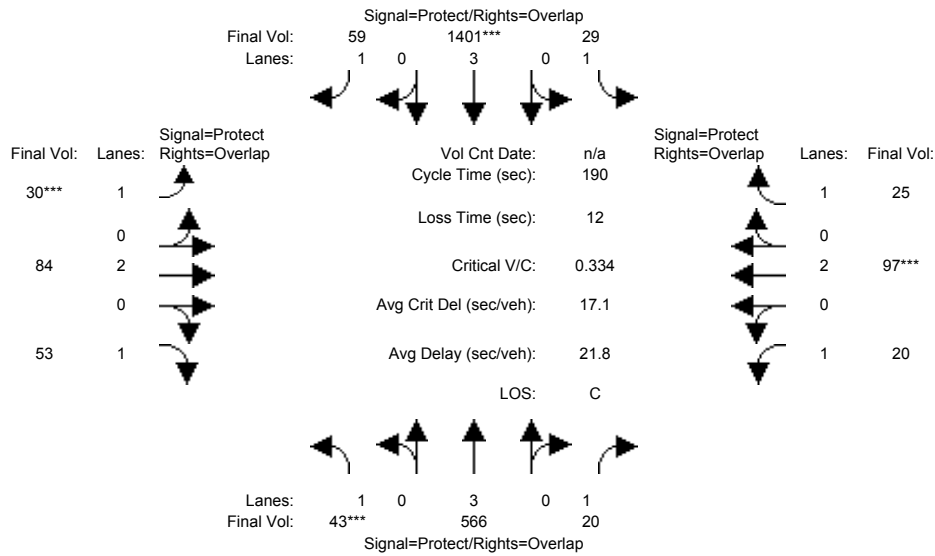 Signal=Protect/Rights=Overlap
Final Vol: 59 1401*** 29
Lanes: 1 0 3 0 1
Signal=Protect Signal=Protect
Final Vol: Lanes: Rights=Overlap Vol Cnt Date: n/a Rights=Overlap Lanes: Final Vol:
Cycle Time (sec): 190
30*** 1 1 25
Loss Time (sec): 12
0 0
84 2 Critical V/C: 0.334 2 97***
0 Avg Crit Del (sec/veh): 17.1 0
53 1 Avg Delay (sec/veh): 21.8 1 20
LOS: C
Lanes: 1 0 3 0 1
Final Vol: 43*** 566 20
Signal=Protect/Rights=Overlap